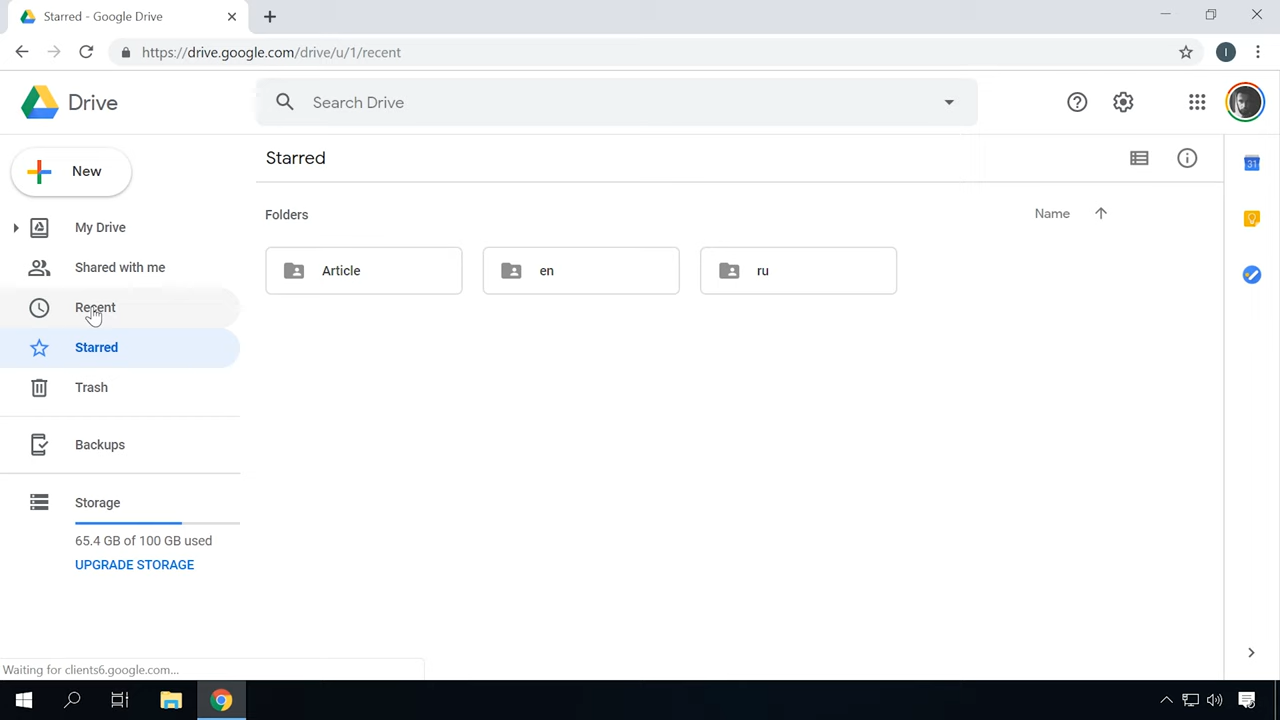 Starred - Google Drive
https://drive.google.com/drive/u/1/recent
I
Drive
Search Drive
New
Starred
31
My Drive
Folders
Name
Shared with me
Article
en
ru
Recent
Starred
Trash
Backups
Storage
65.4 GB of 100 GB used
UPGRADE STORAGE
Waiting for clients6.google.com...